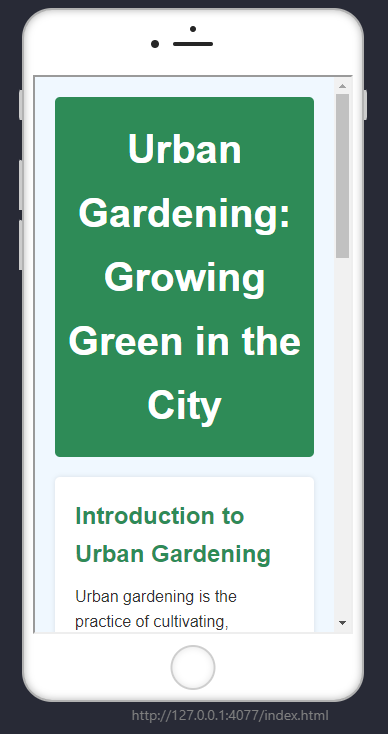 Urban
Gardening:
Growing
Green in the
City
Introduction to
Urban Gardening
Urban gardening is the
practice of cultivating,
http://127.0.0.1:4077/index.html